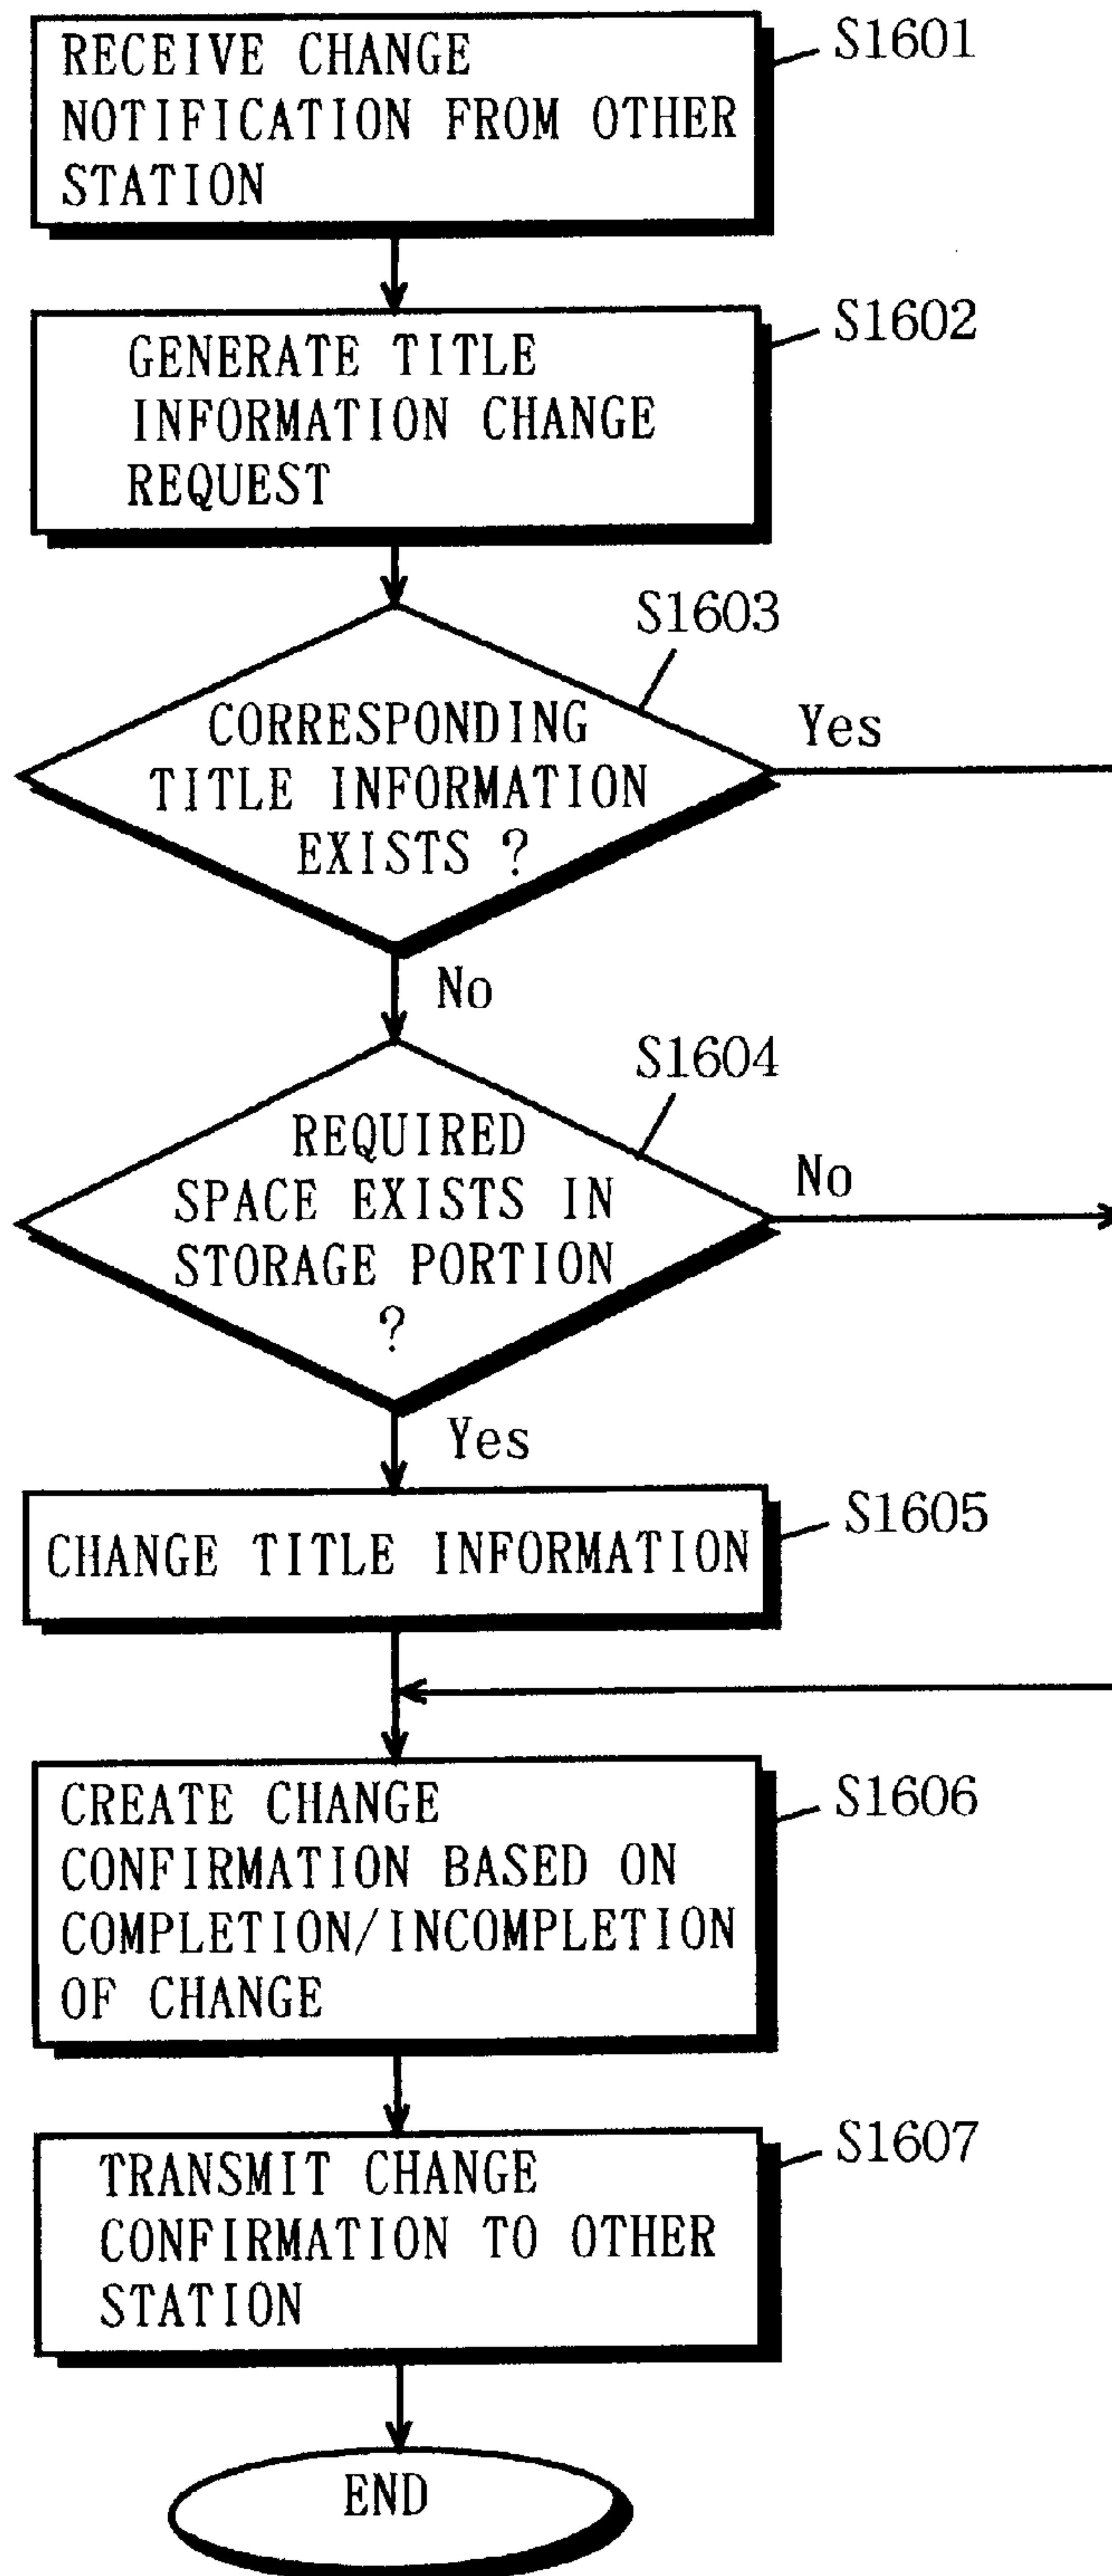 RECEIVE CHANGE
NOTIFICATION FROM OTHER
STATION
S1601
GENERATE TITLE
INFORMATION CHANGE
REQUEST
S1602
S1603
CORRESPONDING
TITLE INFORMATION
EXISTS ?
Yes
No
S1604
REQUIRED
SPACE EXISTS IN
STORAGE PORTION
?
No
Yes
CHANGE TITLE INFORMATION
S1605
CREATE CHANGE
CONFIRMATION BASED ON
COMPLETION/INCOMPLETION
OF CHANGE
S1606
TRANSMIT CHANGE
CONFIRMATION TO OTHER
STATION
S1607
END